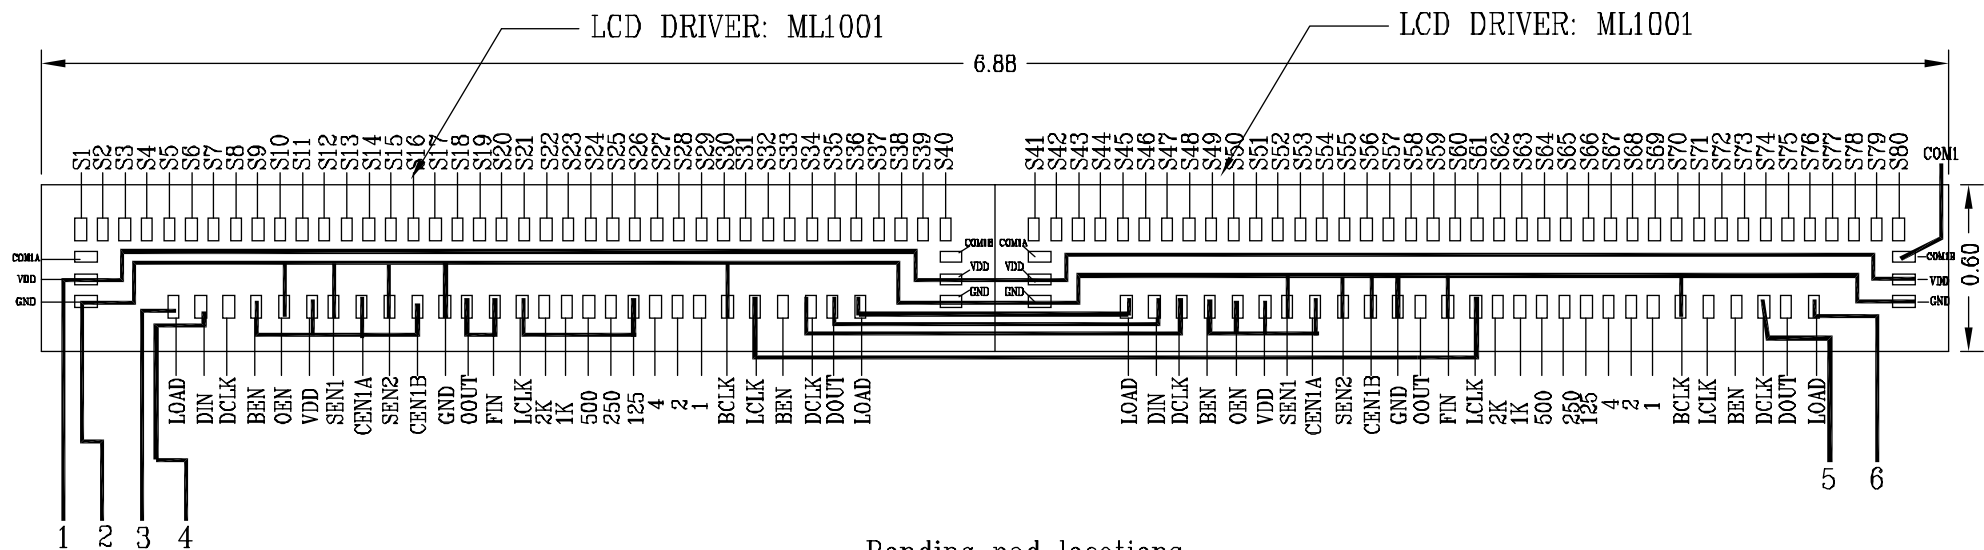 LCD DRIVER: ML1001
LCD DRIVER: ML1001
6.88
S1 S2 S3 S4 S5 S6 S7 S8 S9 S10 S11 S12 S13 S14 S15 S16 S17 S18 S19 S20 S21 S22 S23 S24 S25 S26 S27 S28 S29 S30 S31 S32 S33 S34 S35 S36 S37 S38 S39 S40
S41 S42 S43 S44 S45 S46 S47 S48 S49 S50 S51 S52 S53 S54 S55 S56 S57 S58 S59 S60 S61 S62 S63 S64 S65 S66 S67 S68 S69 S70 S71 S72 S73 S74 S75 S76 S77 S78 S79 S80
COM1
COM1A
VDD
GND
COM1B
VDD
GND
COM1A
VDD
GND
COM1B
VDD
GND
0.60
LOAD DIN DCLK BEN OEN VDD SEN1 CEN1A SEN2 CEN1B GND OOUT FIN LCLK 2K 1K 500 250 125 4 2 1 BCLK LCLK BEN DCLK DOUT LOAD
LOAD DIN DCLK BEN OEN VDD SEN1 CEN1A SEN2 CEN1B GND OOUT FIN LCLK 2K 1K 500 250 125 4 2 1 BCLK LCLK BEN DCLK DOUT LOAD
1 2 3 4
5 6
Bonding pad locations